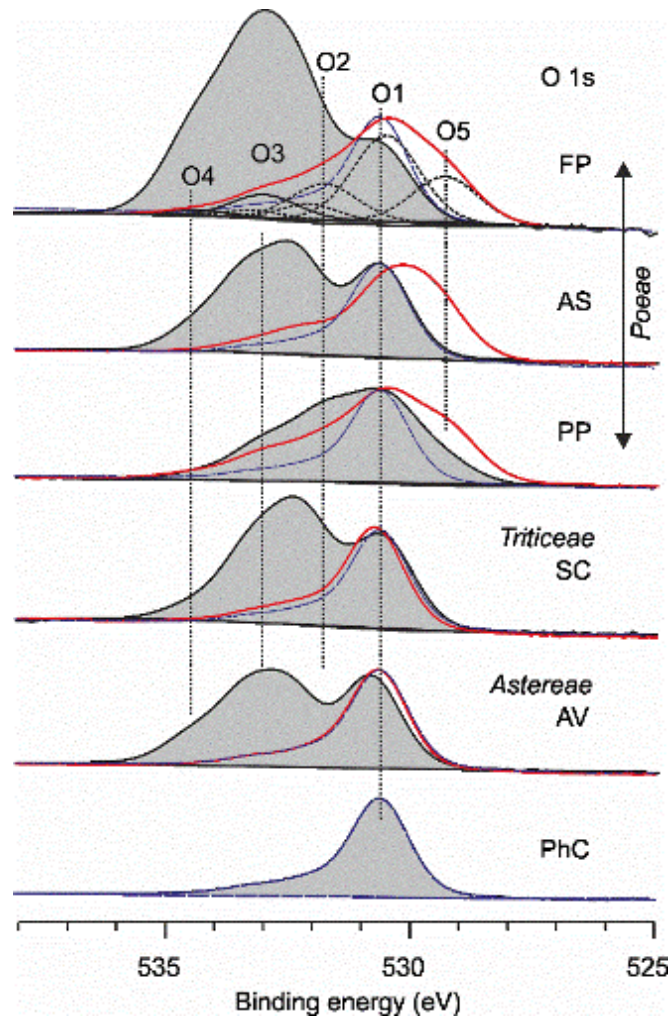 O 1s
O2
O1
O5
O3
O4
FP
AS
Poeae
PP
Triticeae
SC
Astereae
AV
PhC
535
530
525
Binding energy (eV)